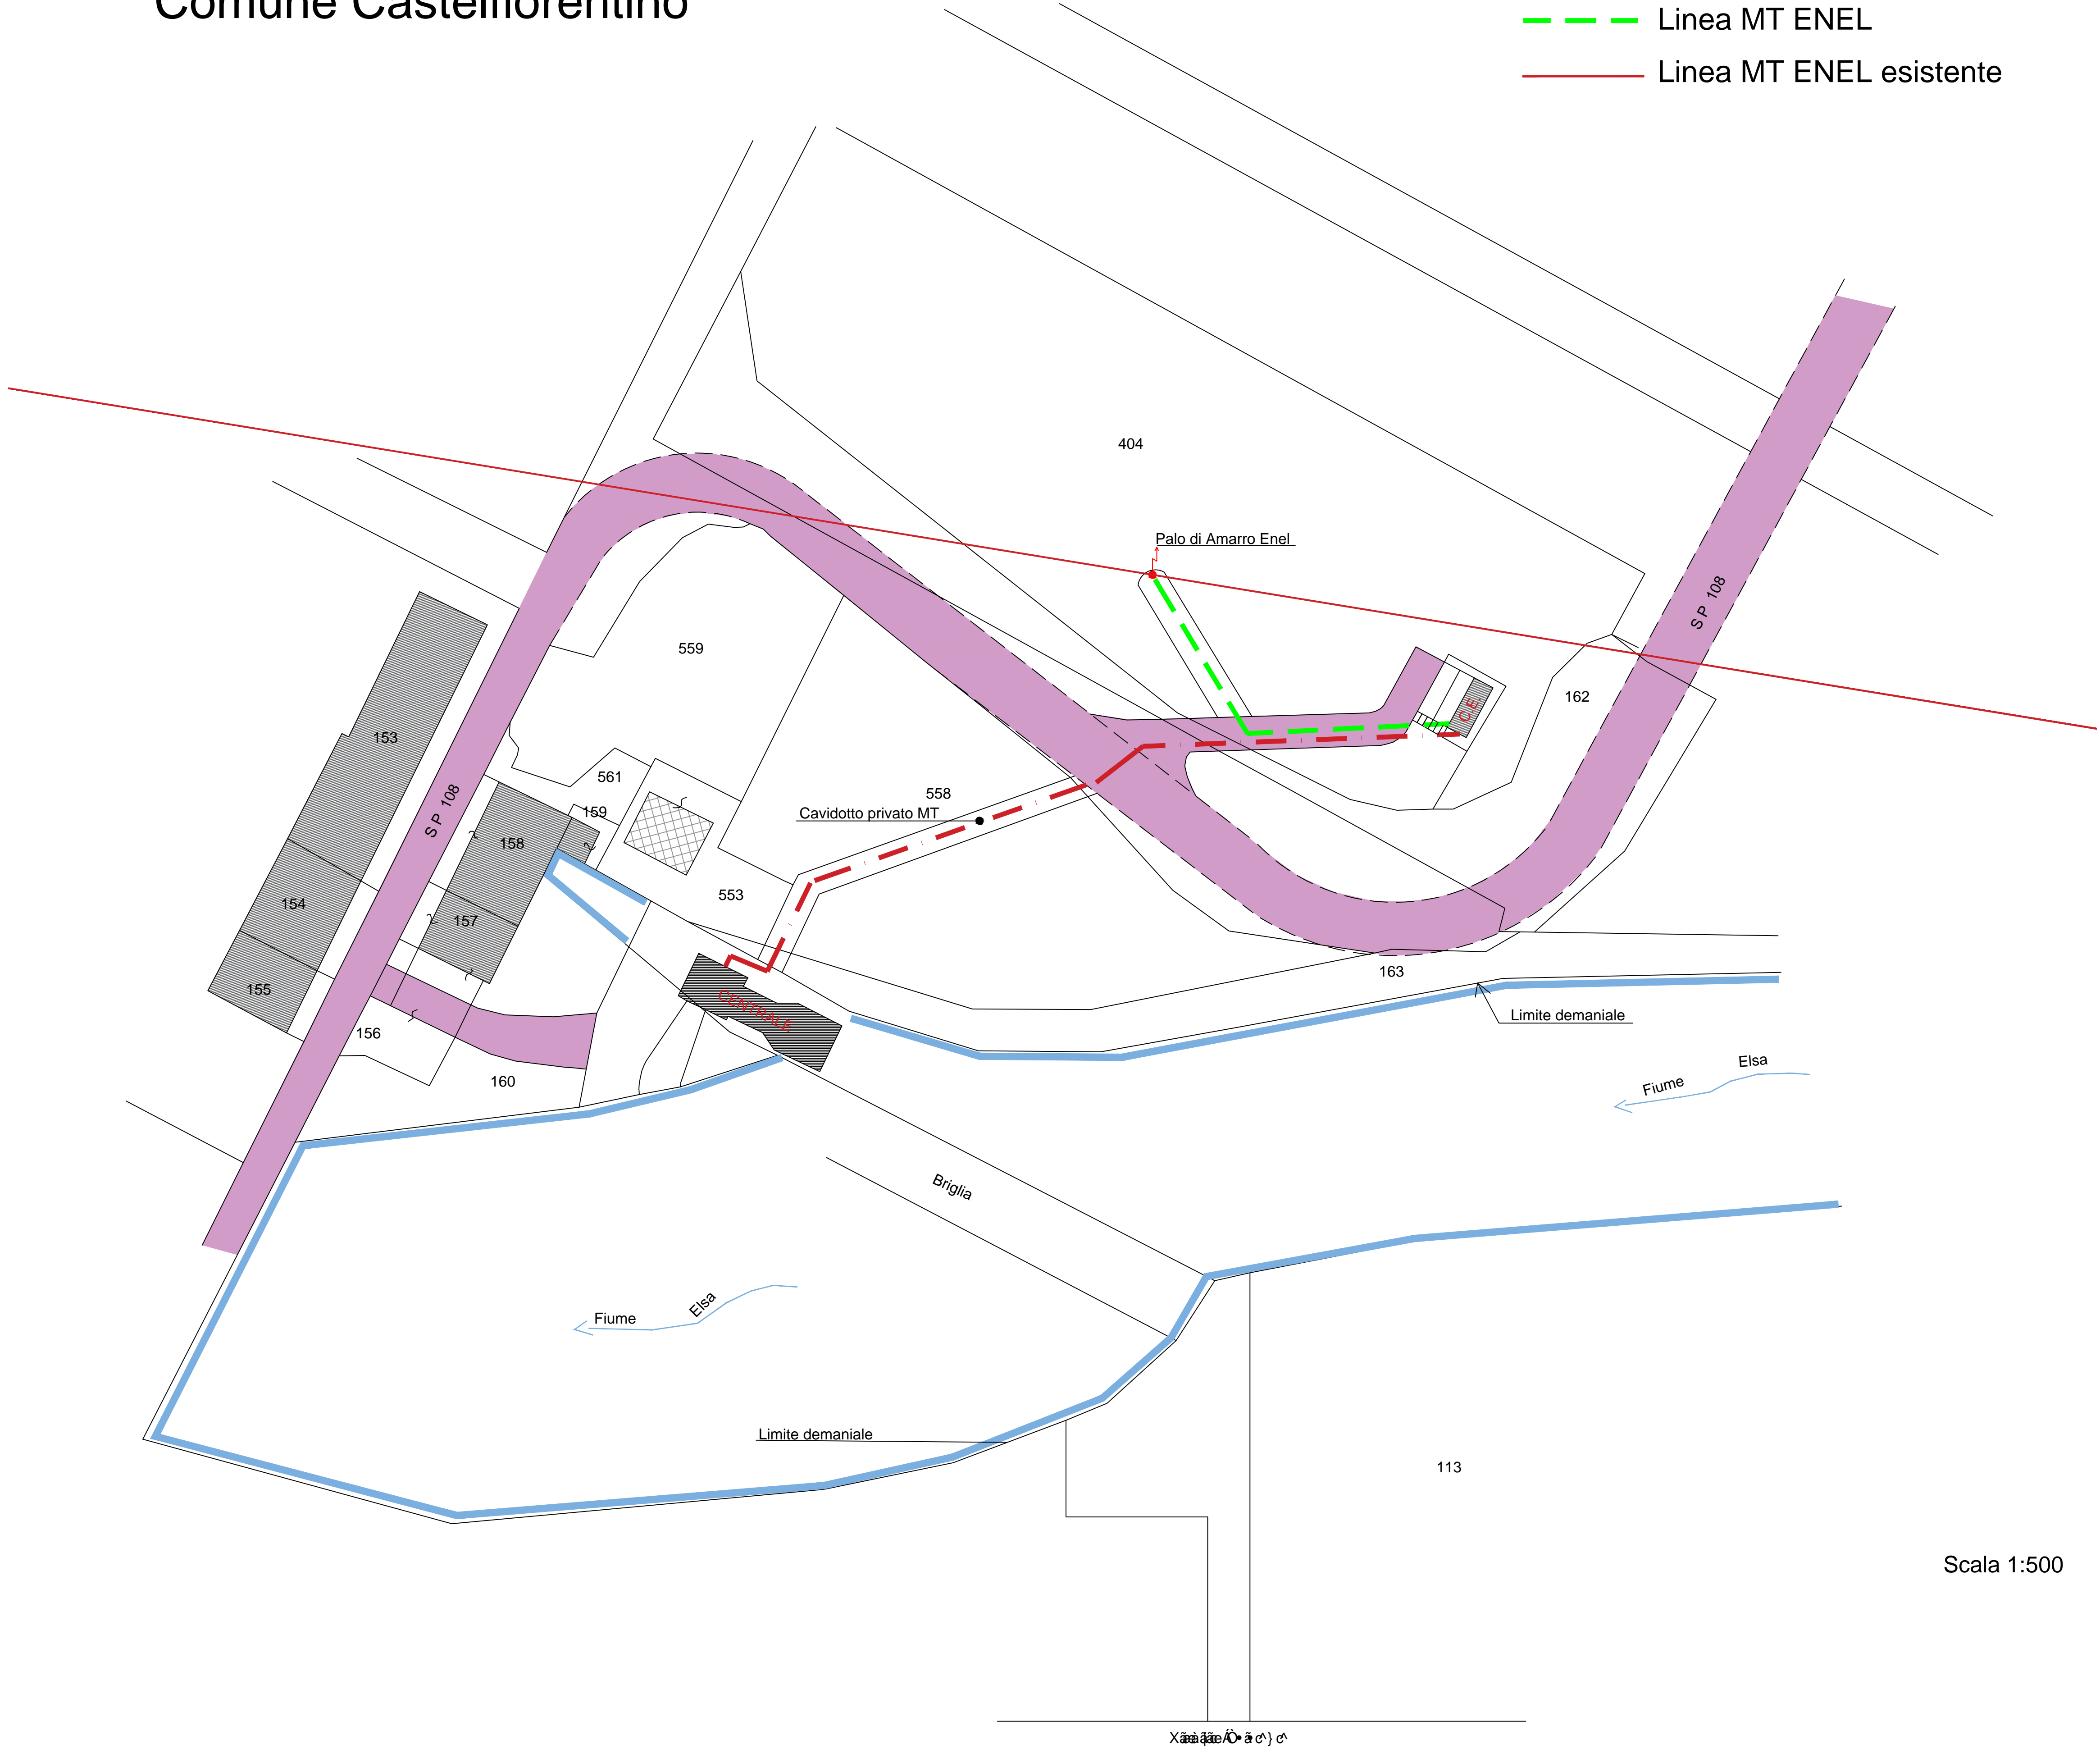 Comune Castelfiorentino
Linea MT ENEL
Linea MT ENEL esistente
404
Palo di Amarro Enel
S P 108
559
162
C.E.
153
561
558
159
Cavidotto privato MT
S P 108
158
553
154
157
155
163
CENTRALE
156
Limite demaniale
160
Fiume Elsa
Briglia
Fiume Elsa
Limite demaniale
113
Scala 1:500